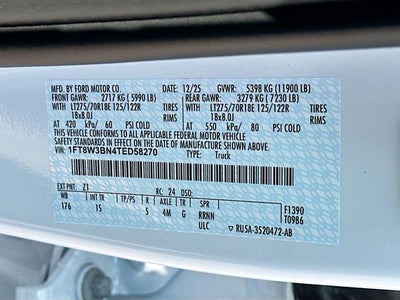 MFD. BY FORD MOTOR CO.
12/25 GVWR: 5398 KG (11900 LB)
FRONT GAWR: 2717 KG (5990 LB)
REAR GAWR: 3279 KG (7230 LB)
WITH LT275/70R18E 125/122R TIRES
WITH LT275/70R18E 125/122R TIRES
18x8.0J RIMS
18x8.0J RIMS
AT 420 kPa/ 60 PSI COLD
AT 550 kPa/ 80 PSI COLD
THIS VEHICLE CONFORMS TO ALL APPLICABLE FEDERAL MOTOR VEHICLE
SAFETY STANDARDS IN EFFECT ON THE DATE OF MANUFACTURE SHOWN ABOVE.
VIN: 1FT8W3BN4TED58270 TYPE: Truck
EXT PNT: Z1 RC: 24 DSO:
WB INT TR TP/PS R AXLE TR SPR
176 1S 5 4M G RRNN
ULC
F1390
T0986
▽ RU5A-3520472-AB